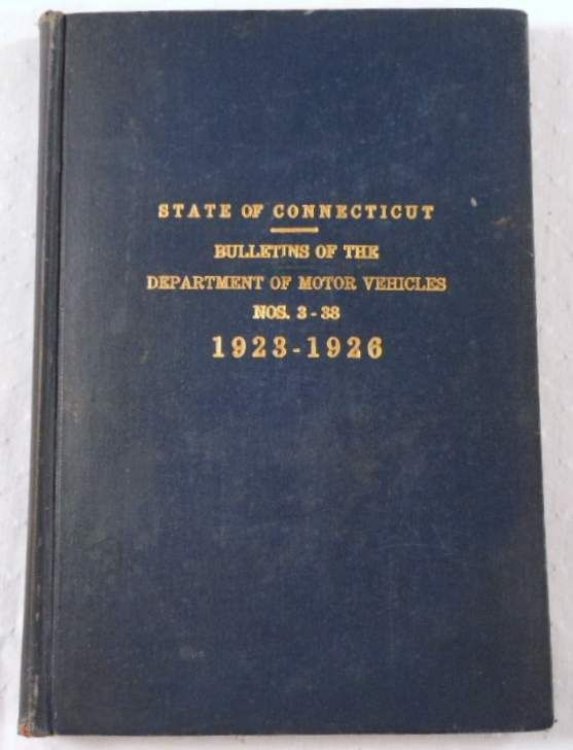 STATE OF CONNECTICUT
BULLETINS OF THE
DEPARTMENT OF MOTOR VEHICLES
NOS. 3 - 38
1923-1926